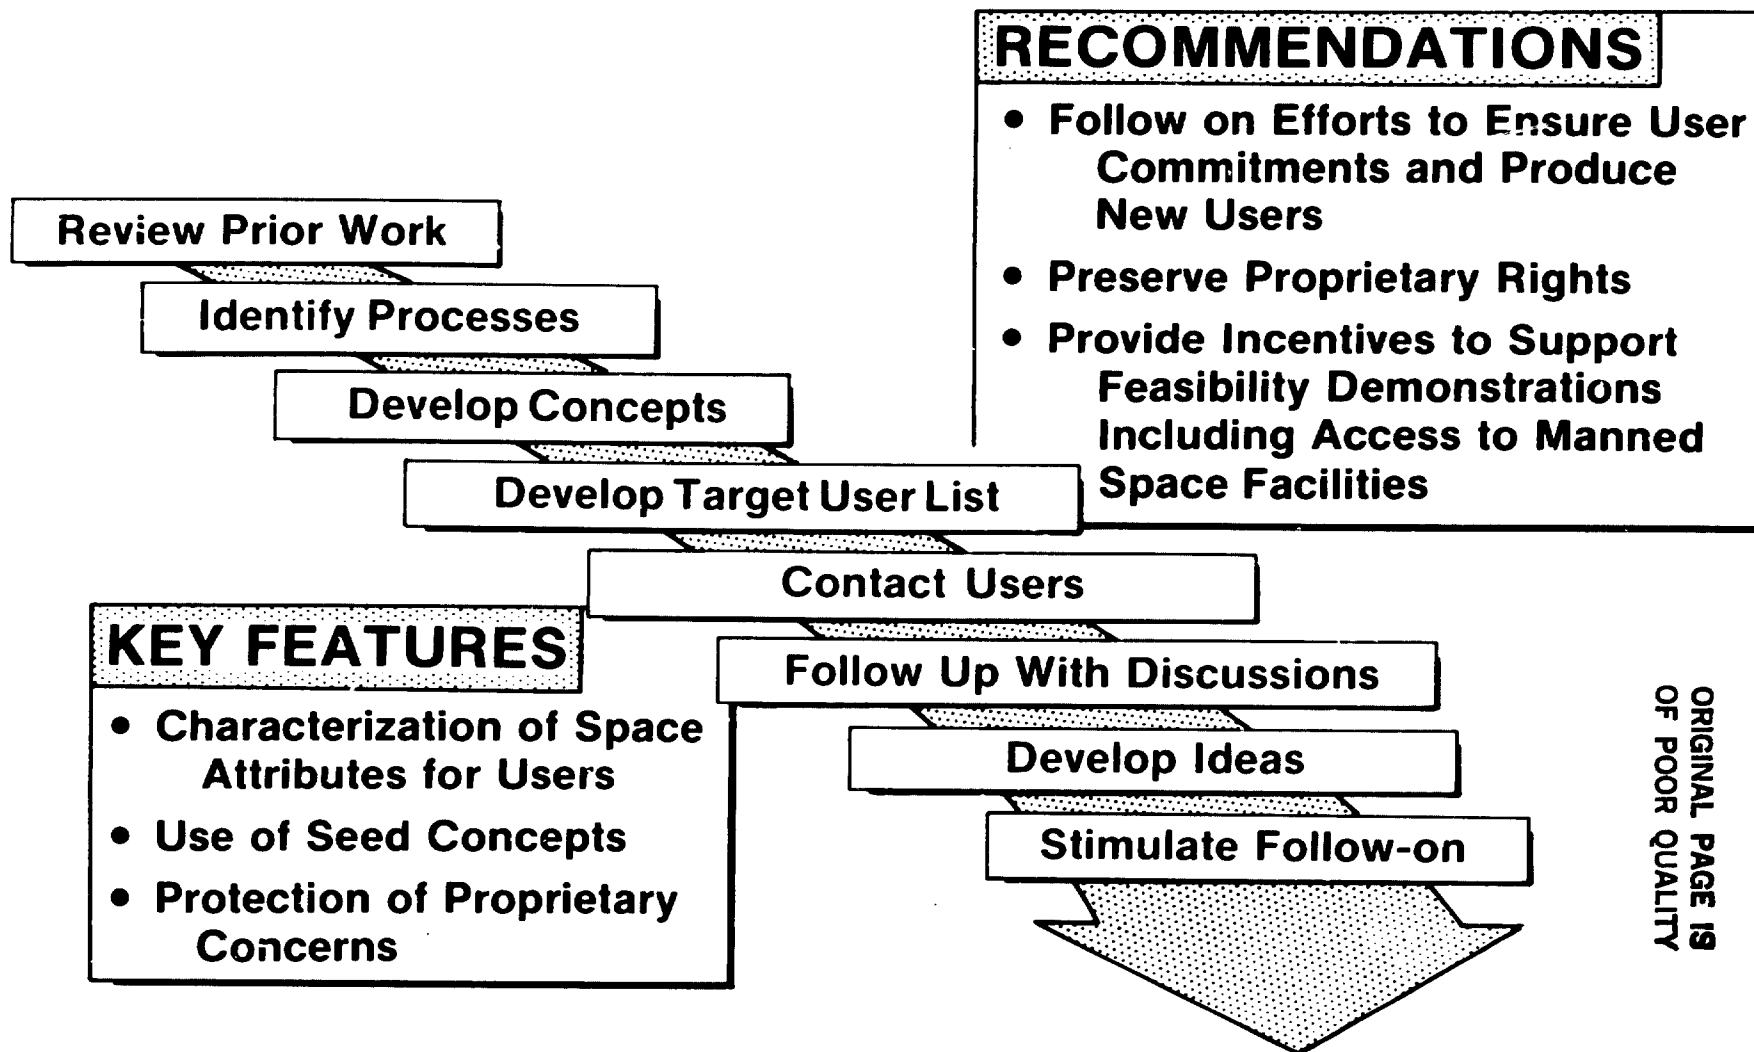 RECOMMENDATIONS
• Follow on Efforts to Ensure User
Commitments and Produce
New Users
• Preserve Proprietary Rights
• Provide Incentives to Support
Feasibility Demonstrations
Including Access to Manned
Space Facilities
Review Prior Work
Identify Processes
Develop Concepts
Develop Target User List
Contact Users
Follow Up With Discussions
Develop Ideas
Stimulate Follow-on
KEY FEATURES
• Characterization of Space
Attributes for Users
• Use of Seed Concepts
• Protection of Proprietary
Concerns
ORIGINAL PAGE IS
OF POOR QUALITY